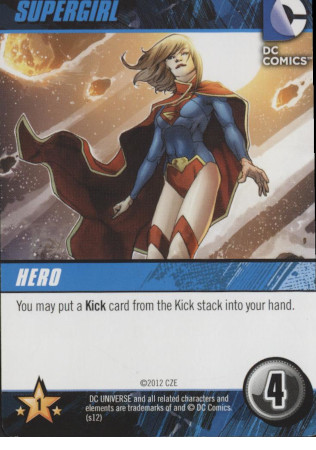 SUPERGIRL
DC
COMICS™
HERO
You may put a Kick card from the Kick stack into your hand.
©2012 CZE
DC UNIVERSE and all related characters and
elements are trademarks of and © DC Comics.
(s12)
1
4